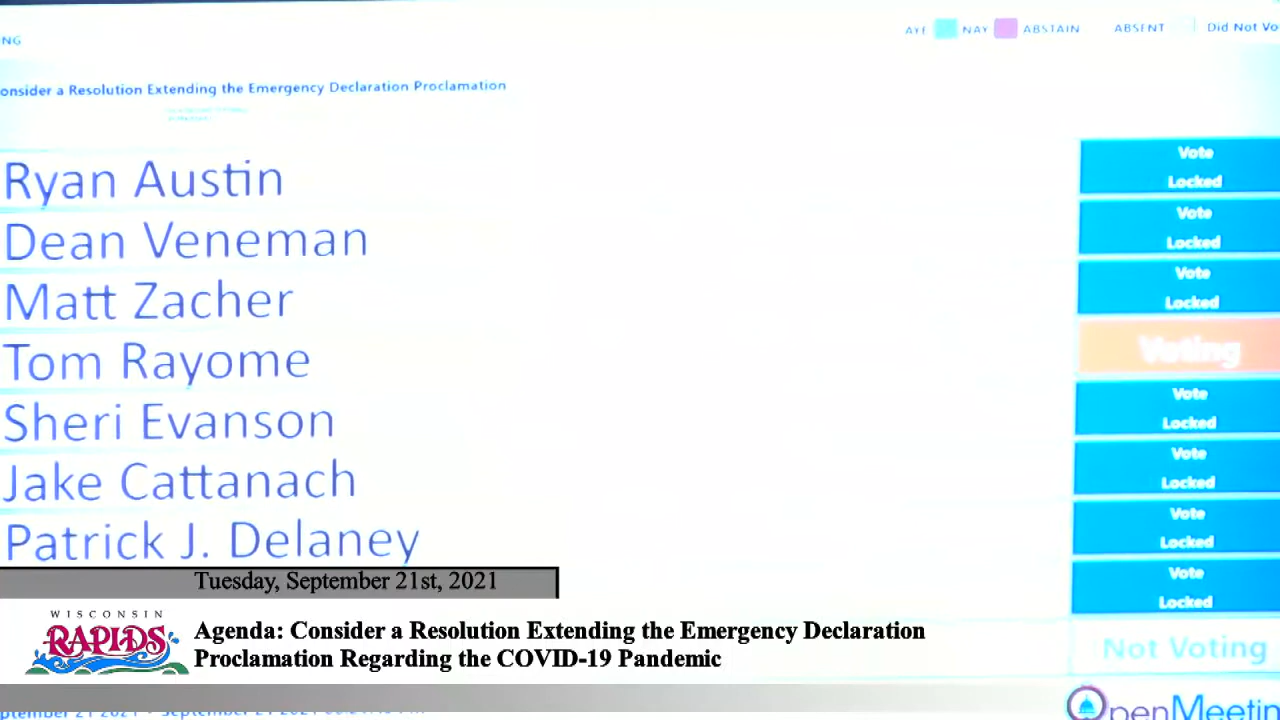 NG
AYE NAY ABSTAIN ABSENT Did Not Vo
onsider a Resolution Extending the Emergency Declaration Proclamation
Ryan Austin
Vote
Locked
Dean Veneman
Vote
Locked
Matt Zacher
Vote
Locked
Tom Rayome
Voting
Sheri Evanson
Vote
Locked
Jake Cattanach
Vote
Locked
Patrick J. Delaney
Vote
Locked
Vote
Locked
Not Voting
Tuesday, September 21st, 2021
WISCONSIN
RAPIDS
Agenda: Consider a Resolution Extending the Emergency Declaration
Proclamation Regarding the COVID-19 Pandemic
OpenMeetin